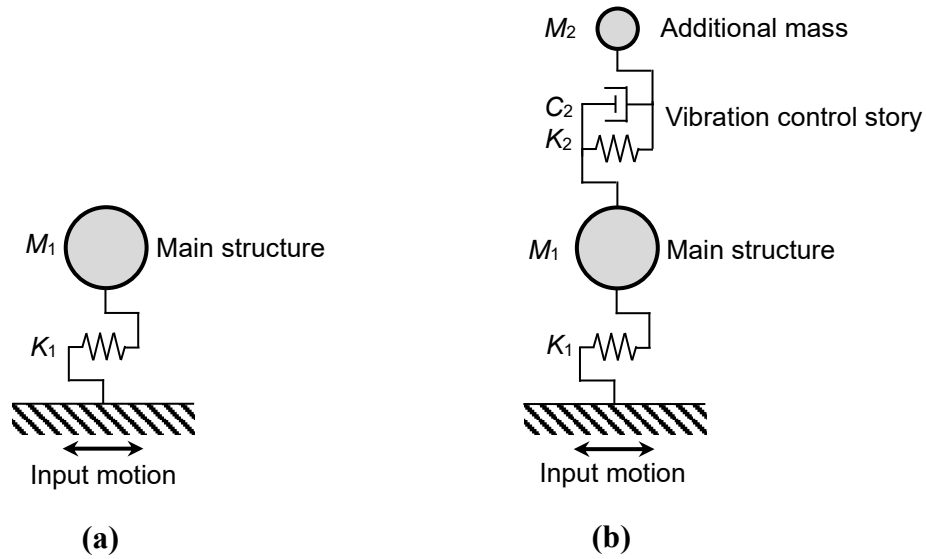 M₁ Main structure
K₁
Input motion
(a)
M₂ Additional mass
C₂
Vibration control story
K₂
M₁ Main structure
K₁
Input motion
(b)